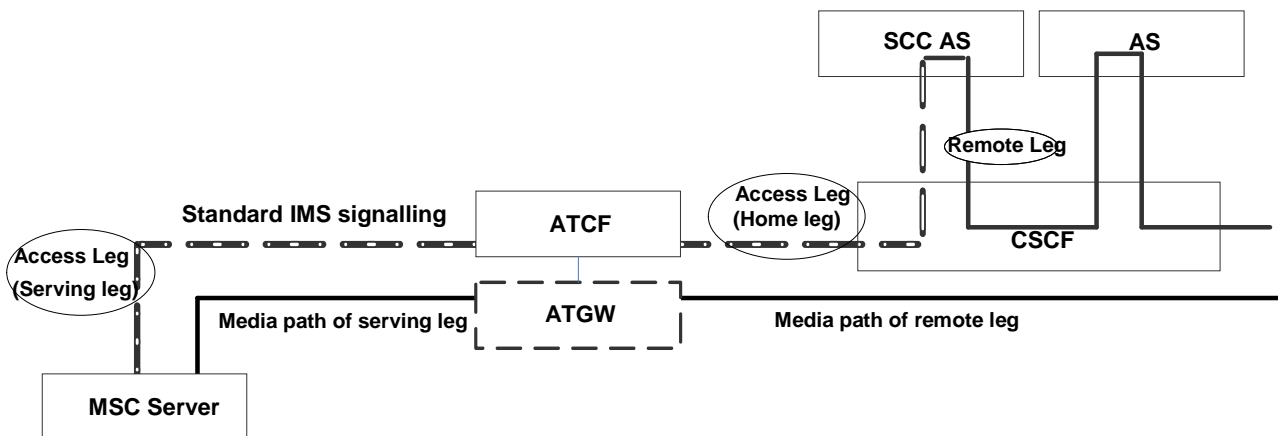 SCC AS
AS
Remote Leg
Access Leg
(Home leg)
Standard IMS signalling
ATCF
CSCF
Access Leg
(Serving leg)
ATGW
Media path of serving leg
Media path of remote leg
MSC Server